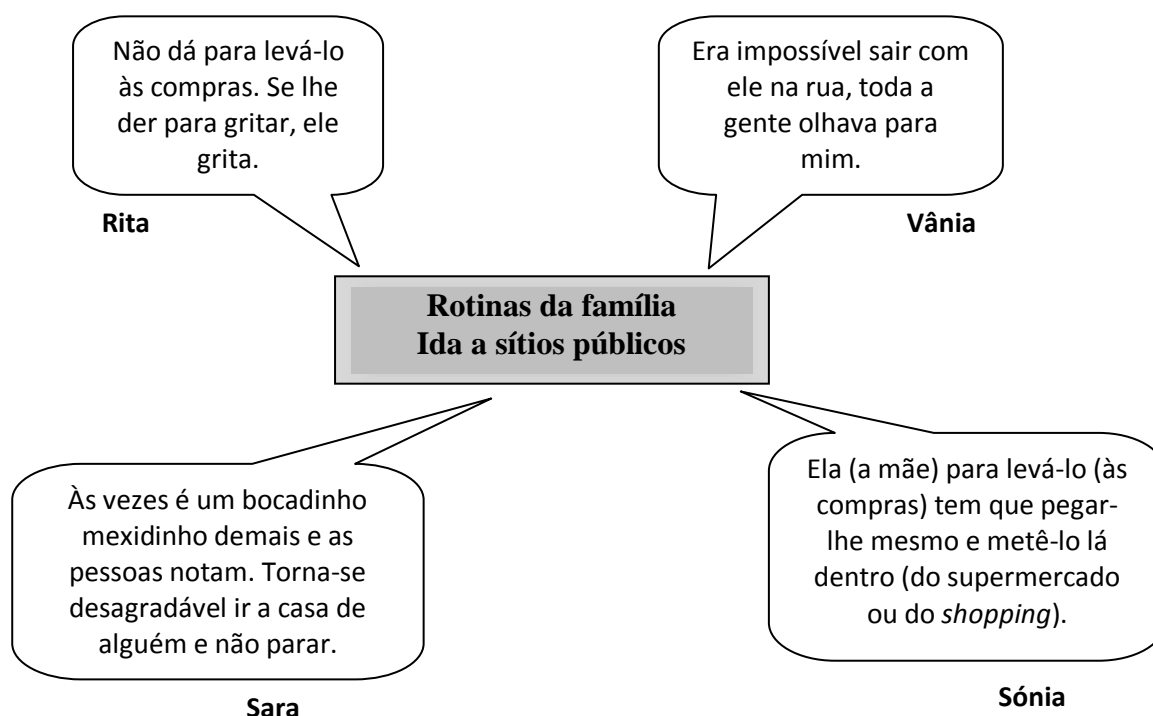 Não dá para levá-lo
às compras. Se lhe
der para gritar, ele
grita.
Rita
Era impossível sair com
ele na rua, toda a
gente olhava para
mim.
Vânia
Rotinas da família
Ida a sítios públicos
Às vezes é um bocadinho
mexidinho demais e as
pessoas notam. Torna-se
desagradável ir a casa de
alguém e não parar.
Sara
Ela (a mãe) para levá-lo (às
compras) tem que pegar-
lhe mesmo e metê-lo lá
dentro (do supermercado
ou do shopping).
Sónia